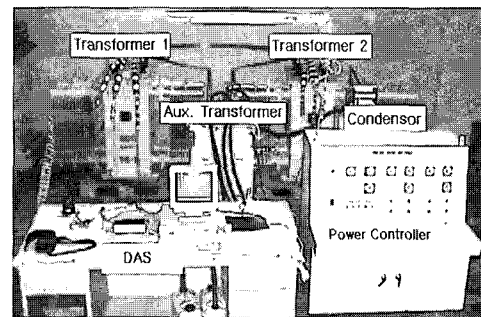 Transformer 1
Transformer 2
Aux. Transformer
Condensor
Power Controller
DAS